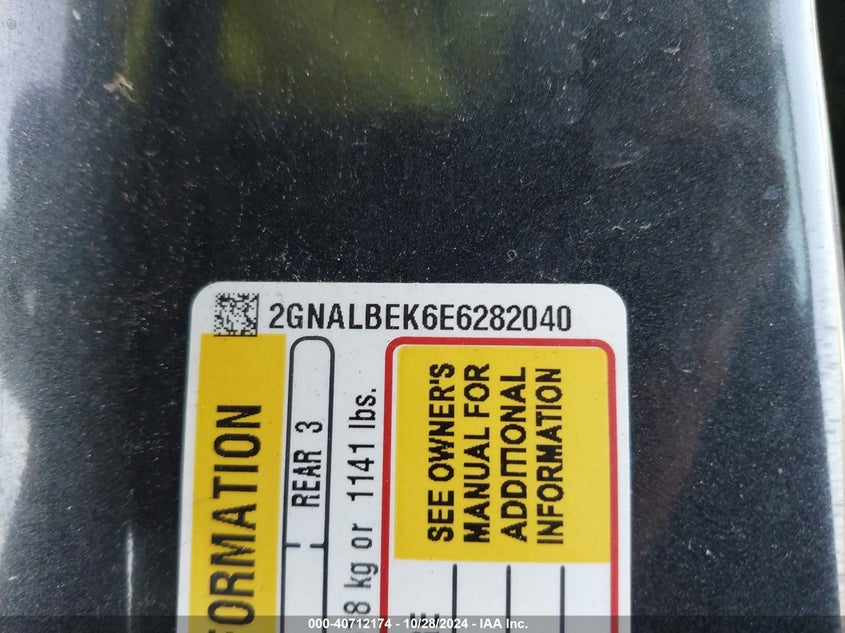 2GNALBEK6E6282040
FORMATION
REAR 3
8 kg or 1141 lbs.
SEE OWNER'S
MANUAL FOR
ADDITIONAL
INFORMATION
000-40712174 | 10/28/2024 - IAA Inc.